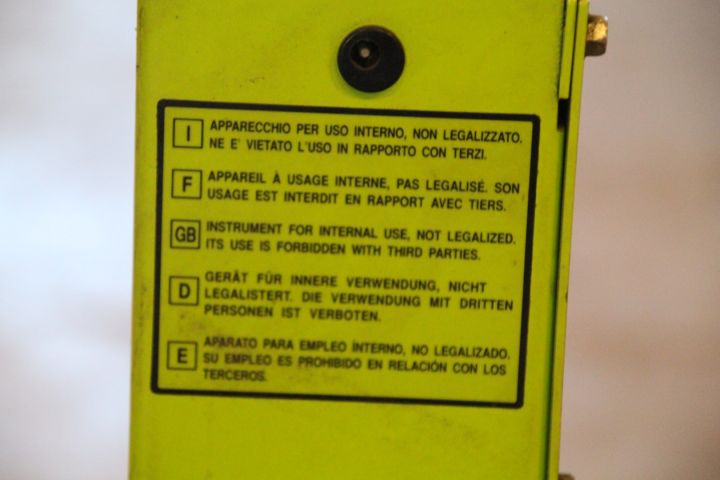 I APPARECCHIO PER USO INTERNO, NON LEGALIZZATO.
NE E' VIETATO L'USO IN RAPPORTO CON TERZI.
F APPAREIL À USAGE INTERNE, PAS LEGALISÉ. SON
USAGE EST INTERDIT EN RAPPORT AVEC TIERS.
GB INSTRUMENT FOR INTERNAL USE, NOT LEGALIZED.
ITS USE IS FORBIDDEN WITH THIRD PARTIES.
D GERÄT FÜR INNERE VERWENDUNG, NICHT
LEGALISTERT. DIE VERWENDUNG MIT DRITTEN
PERSONEN IST VERBOTEN.
E APARATO PARA EMPLEO INTERNO, NO LEGALIZADO.
SU EMPLEO ES PROHIBIDO EN RELACIÓN CON LOS
TERCEROS.